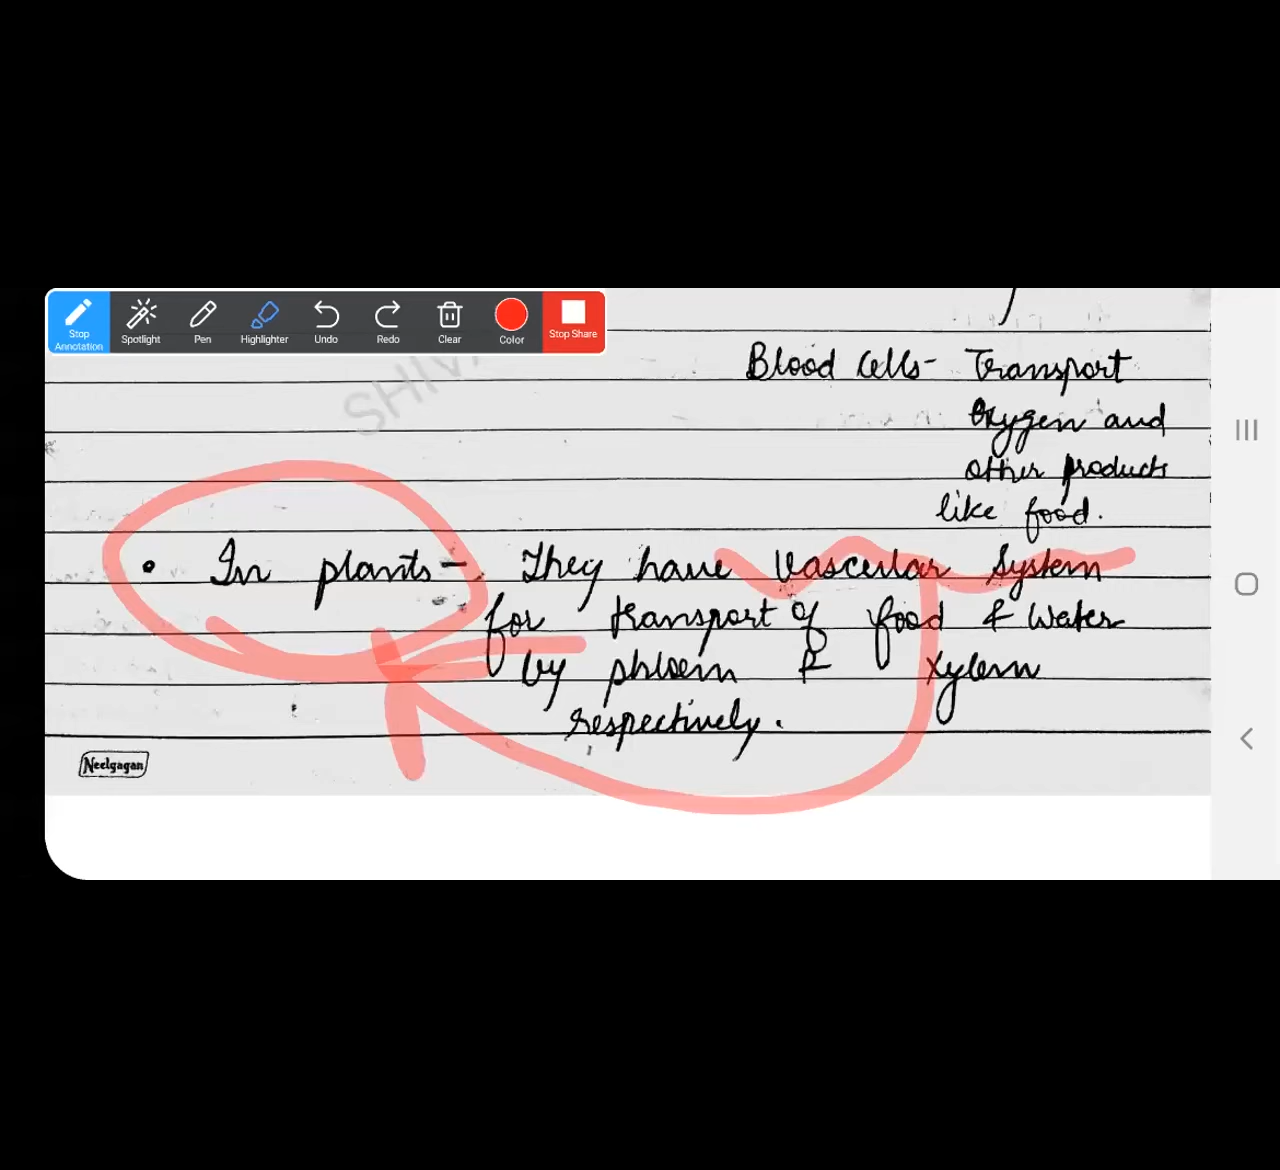 Stop Annotation
Spotlight
Pen
Highlighter
Undo
Redo
Clear
Color
Stop Share
Blood Cells- Transport
Oxygen and
other products
like food.
• In plants - They have Vascular System
for transport of food & Water
by phloem & Xylem
respectively.
Neelgagan